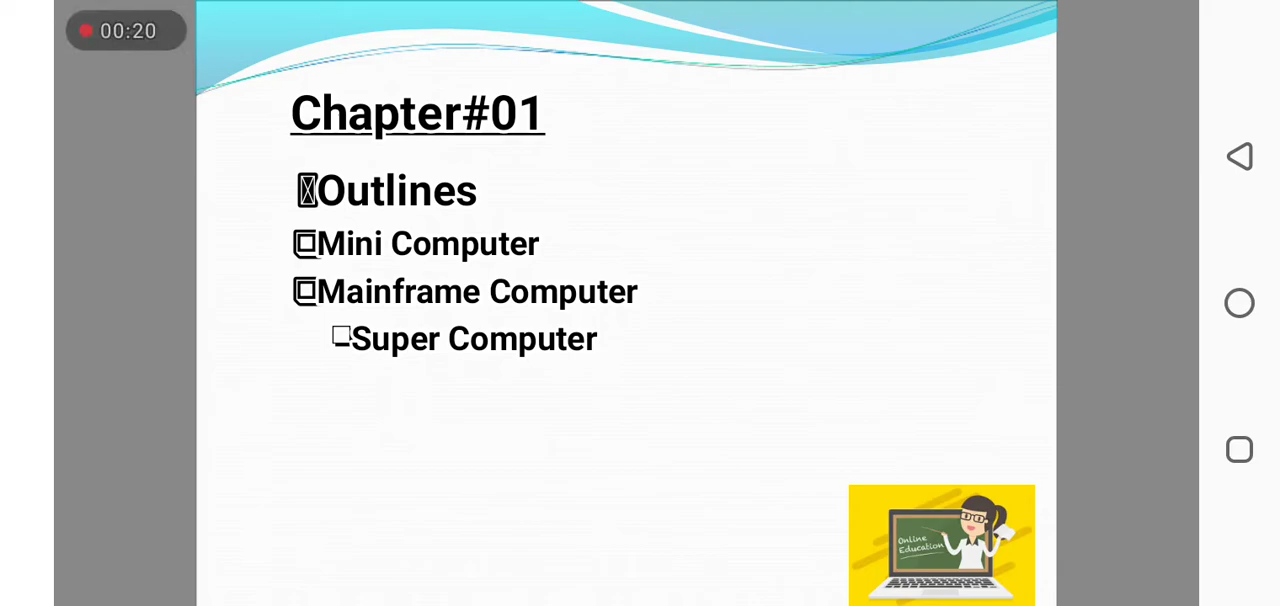 00:20
Chapter#01
Outlines
Mini Computer
Mainframe Computer
Super Computer
Online
Education